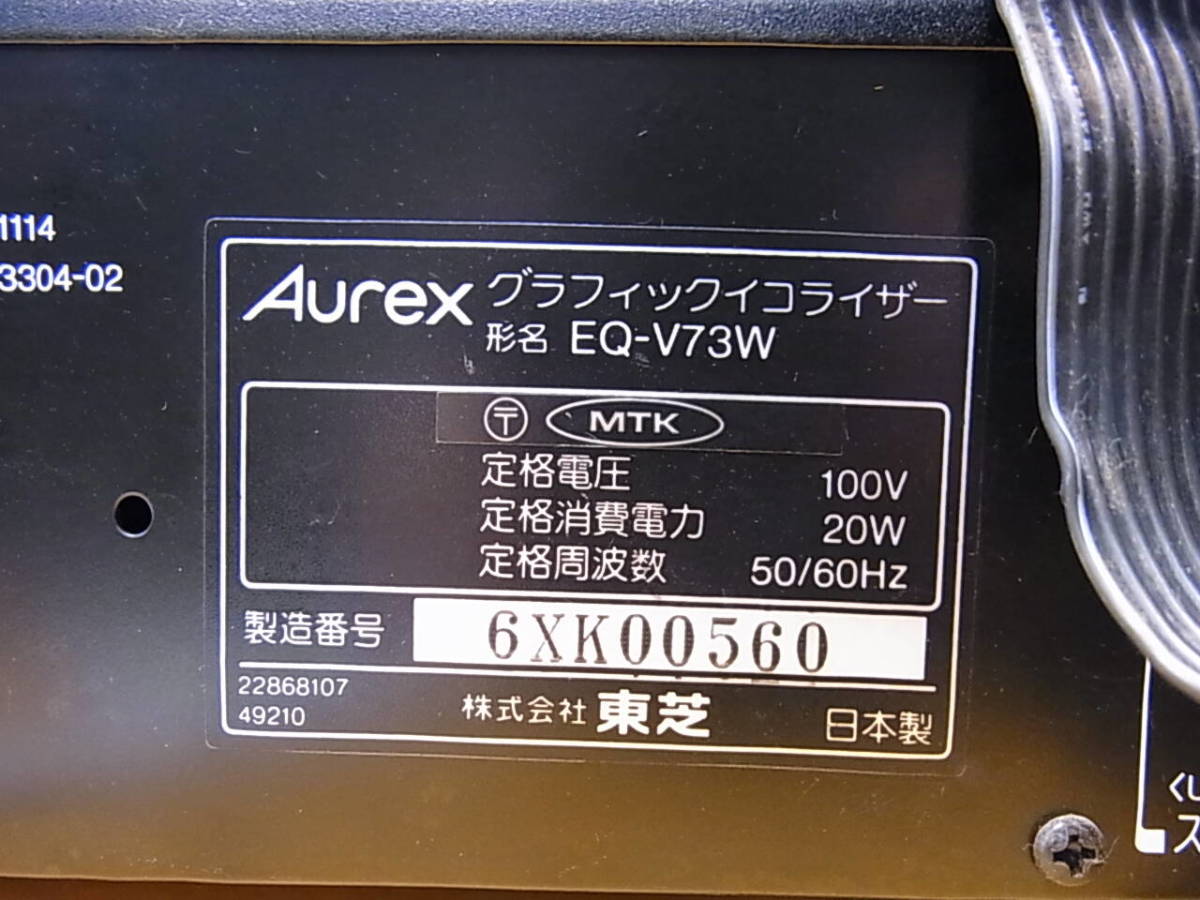 1114
3304-02
Aurex グラフィックイコライザー
形名 EQ-V73W
〒 MTK
定格電圧 100V
定格消費電力 20W
定格周波数 50/60Hz
製造番号 6XK00560
22868107
49210
株式会社 東芝 日本製